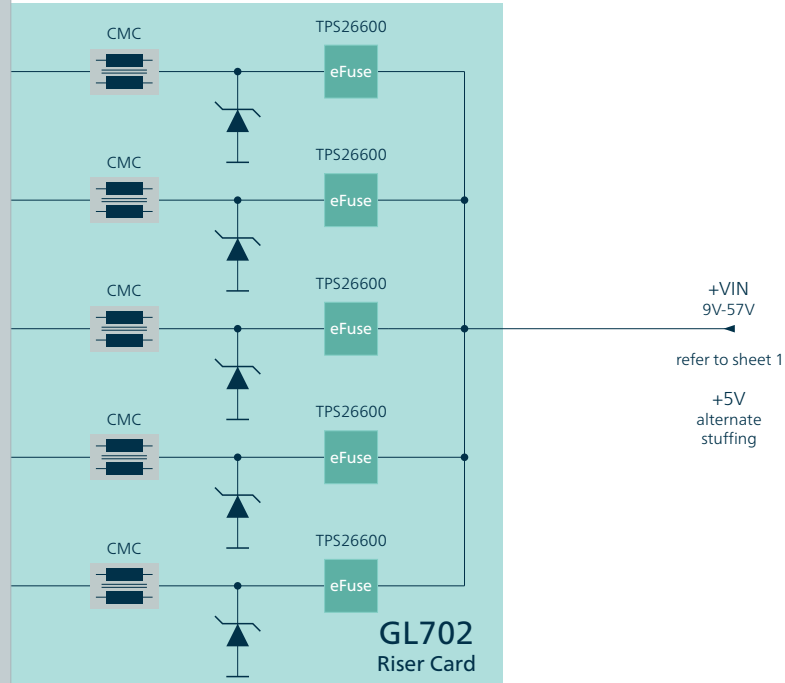 CMC
TPS26600
eFuse
CMC
TPS26600
eFuse
CMC
TPS26600
eFuse
CMC
TPS26600
eFuse
CMC
TPS26600
eFuse
+VIN
9V-57V
refer to sheet 1
+5V
alternate
stuffing
GL702
Riser Card